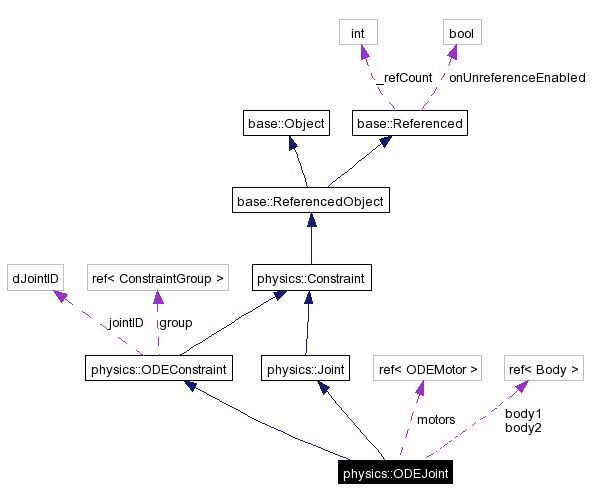 int
bool
_refCount
onUnreferenceEnabled
base::Object
base::Referenced
base::ReferencedObject
dJointID
ref< ConstraintGroup >
physics::Constraint
jointID
group
physics::ODEConstraint
physics::Joint
ref< ODEMotor >
ref< Body >
motors
body1
body2
physics::ODEJoint